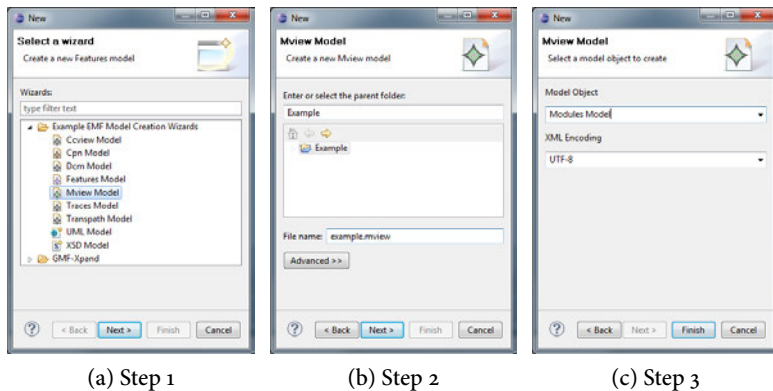 New
Select a wizard
Create a new Features model
Wizards:
type filter text
Example EMF Model Creation Wizards
Ccview Model
Cpn Model
Dcm Model
Features Model
Mview Model
Traces Model
Transpath Model
UML Model
XSD Model
GMF-Xpand
< Back Next > Finish Cancel
(a) Step 1
New
Mview Model
Create a new Mview model
Enter or select the parent folder:
Example
Example
File name: example.mview
Advanced >>
< Back Next > Finish Cancel
(b) Step 2
New
Mview Model
Select a model object to create
Model Object
Modules Model
XML Encoding
UTF-8
< Back Next > Finish Cancel
(c) Step 3